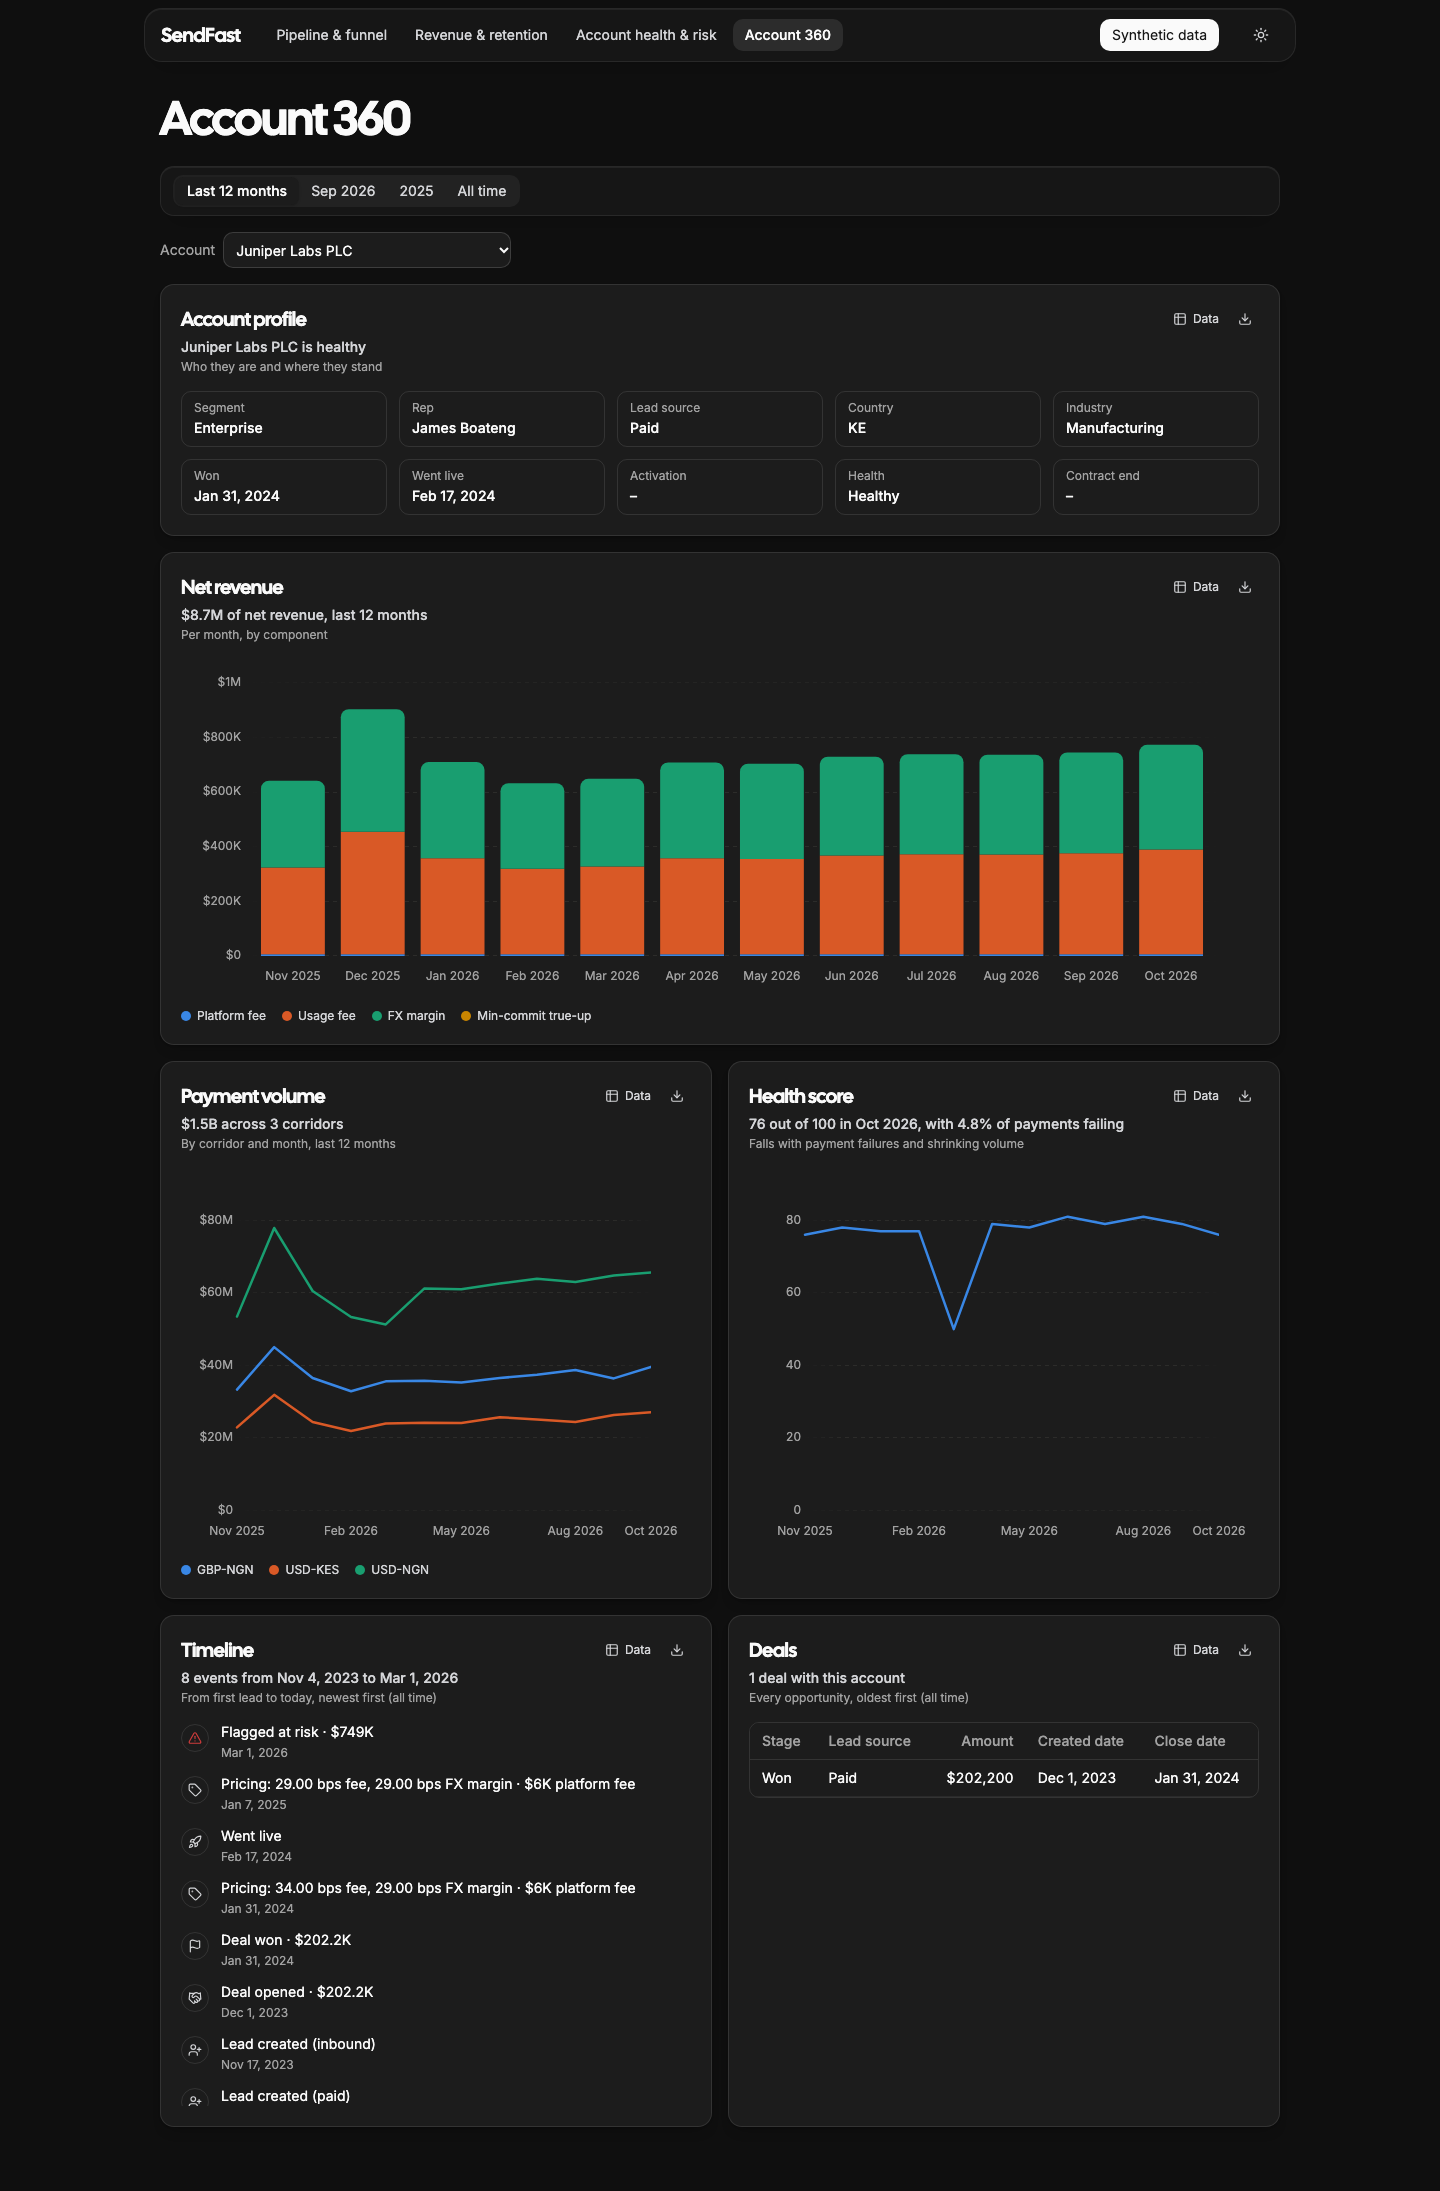 SendFast Pipeline & funnel Revenue & retention Account health & risk Account 360 Synthetic data
Account 360
Last 12 months Sep 2026 2025 All time
Account Juniper Labs PLC
Account profile Data
Juniper Labs PLC is healthy
Who they are and where they stand
Segment Rep Lead source Country Industry
Enterprise James Boateng Paid KE Manufacturing
Won Went live Activation Health Contract end
Jan 31, 2024 Feb 17, 2024 – Healthy –
Net revenue Data
$8.7M of net revenue, last 12 months
Per month, by component
$1M
$800K
$600K
$400K
$200K
$0
Nov 2025 Dec 2025 Jan 2026 Feb 2026 Mar 2026 Apr 2026 May 2026 Jun 2026 Jul 2026 Aug 2026 Sep 2026 Oct 2026
Platform fee Usage fee FX margin Min-commit true-up
Payment volume Data
$1.5B across 3 corridors
By corridor and month, last 12 months
$80M
$60M
$40M
$20M
$0
Nov 2025 Feb 2026 May 2026 Aug 2026 Oct 2026
GBP-NGN USD-KES USD-NGN
Health score Data
76 out of 100 in Oct 2026, with 4.8% of payments failing
Falls with payment failures and shrinking volume
80
60
40
20
0
Nov 2025 Feb 2026 May 2026 Aug 2026 Oct 2026
Timeline Data
8 events from Nov 4, 2023 to Mar 1, 2026
From first lead to today, newest first (all time)
Flagged at risk · $749K
Mar 1, 2026
Pricing: 29.00 bps fee, 29.00 bps FX margin · $6K platform fee
Jan 7, 2025
Went live
Feb 17, 2024
Pricing: 34.00 bps fee, 29.00 bps FX margin · $6K platform fee
Jan 31, 2024
Deal won · $202.2K
Jan 31, 2024
Deal opened · $202.2K
Dec 1, 2023
Lead created (inbound)
Nov 17, 2023
Lead created (paid)
Deals Data
1 deal with this account
Every opportunity, oldest first (all time)
Stage Lead source Amount Created date Close date
Won Paid $202,200 Dec 1, 2023 Jan 31, 2024